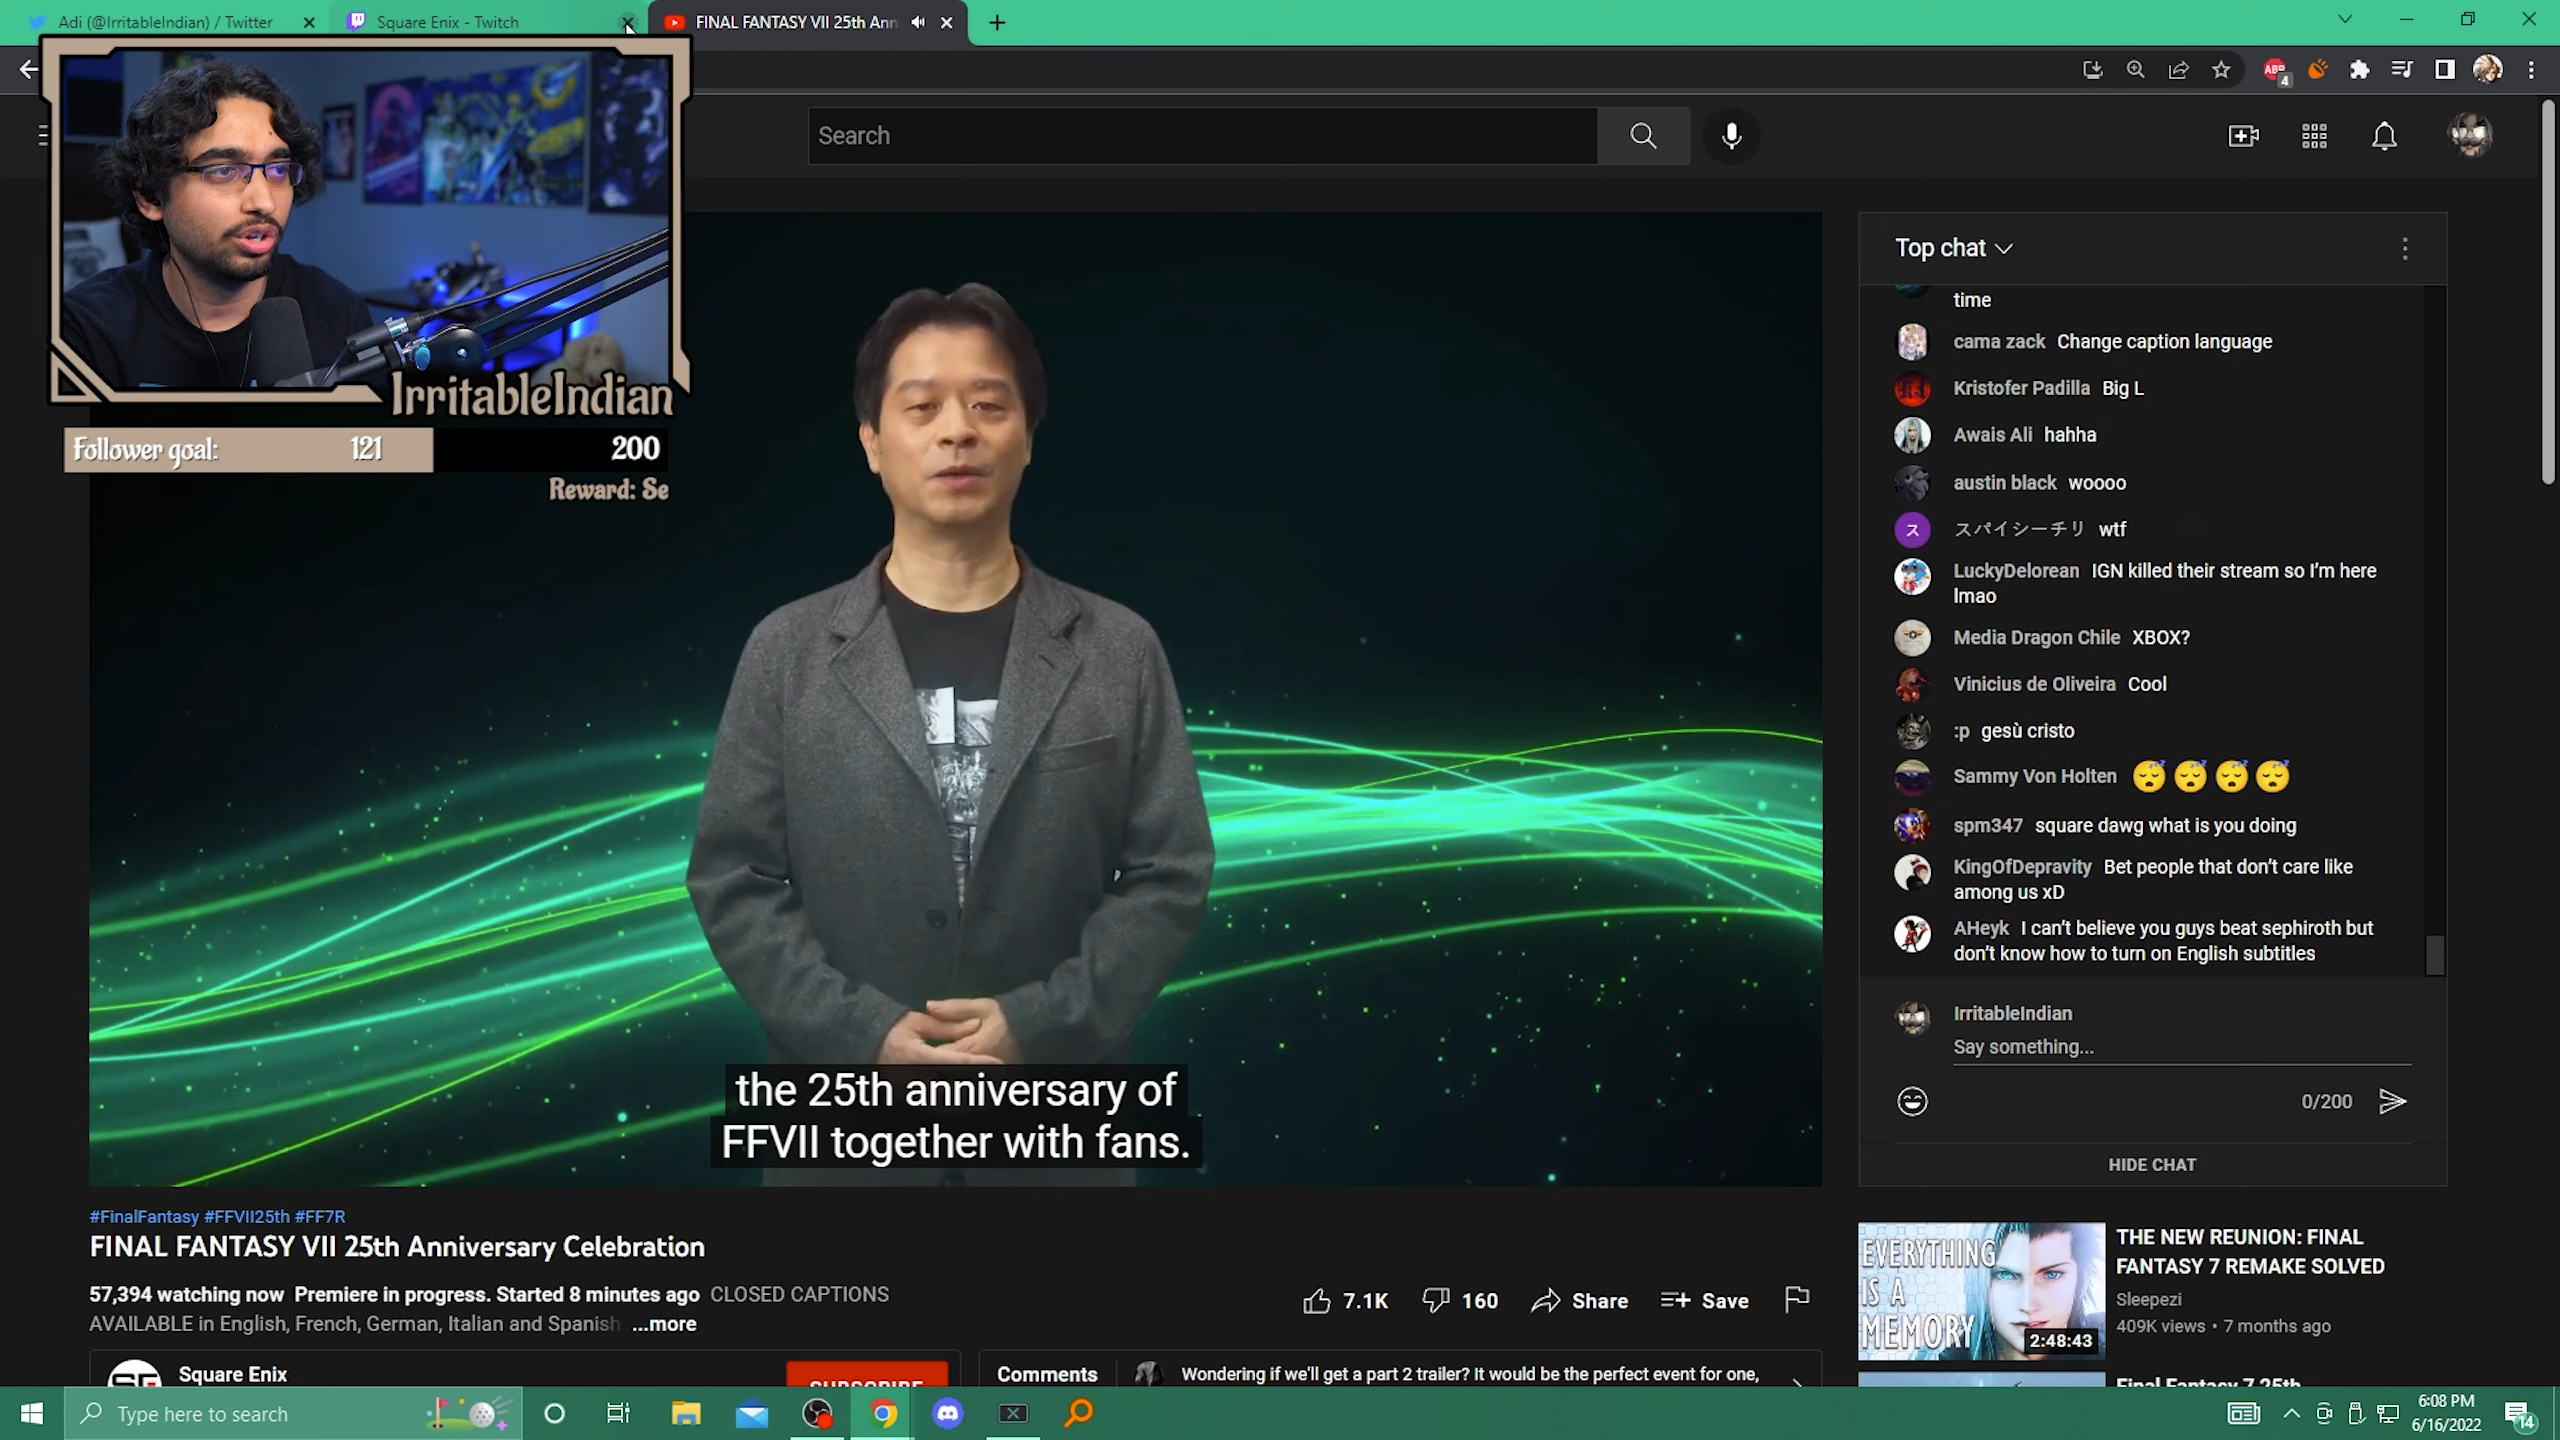 Adi (@IrritableIndian) / Twitter
Square Enix - Twitch
FINAL FANTASY VII 25th Ann
ABP
4
Search
IrritableIndian
Follower goal: 121 200
Reward: Se
the 25th anniversary of
FFVII together with fans.
Top chat
time
cama zack Change caption language
Kristofer Padilla Big L
Awais Ali hahha
austin black woooo
ス
スパイシーチリ wtf
LuckyDelorean IGN killed their stream so I'm here
lmao
Media Dragon Chile XBOX?
Vinicius de Oliveira Cool
:p gesù cristo
Sammy Von Holten 😴😴😴😴
spm347 square dawg what is you doing
KingOfDepravity Bet people that don't care like
among us xD
AHeyk I can't believe you guys beat sephiroth but
don't know how to turn on English subtitles
IrritableIndian
Say something...
0/200
HIDE CHAT
#FinalFantasy #FFVII25th #FF7R
FINAL FANTASY VII 25th Anniversary Celebration
57,394 watching now Premiere in progress. Started 8 minutes ago CLOSED CAPTIONS
AVAILABLE in English, French, German, Italian and Spanish ...more
7.1K 160 Share Save
Square Enix
SUBSCRIBE
Comments Wondering if we'll get a part 2 trailer? It would be the perfect event for one,
EVERYTHING
IS A
MEMORY
2:48:43
THE NEW REUNION: FINAL
FANTASY 7 REMAKE SOLVED
Sleepezi
409K views • 7 months ago
Final Fantasy 7 25th
Type here to search
6:08 PM
6/16/2022
14